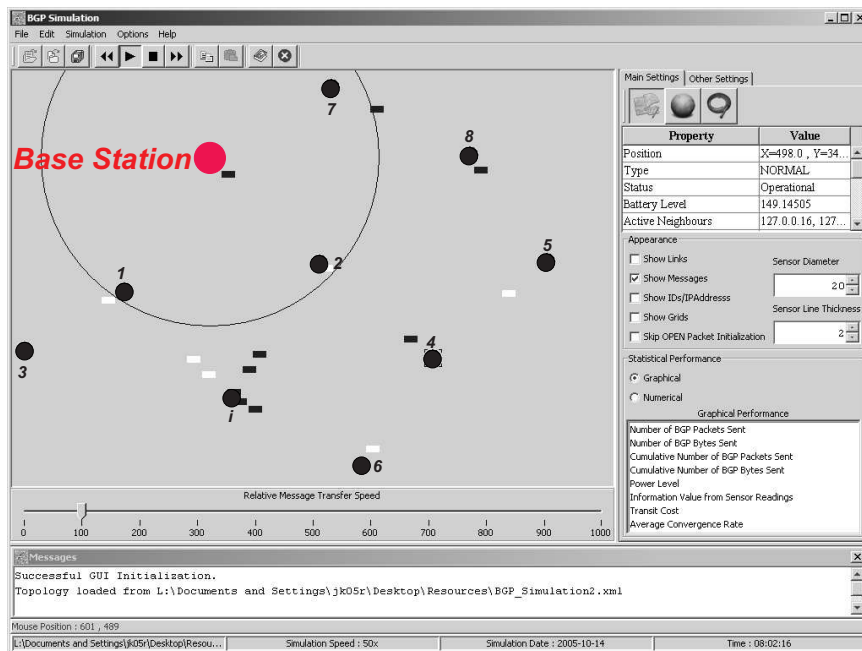 BGP Simulation
File Edit Simulation Options Help
Main Settings Other Settings
7
8
Base Station
5
1
2
4
3
i
6
Property Value
Position X=498.0 , Y=34...
Type NORMAL
Status Operational
Battery Level 149.14505
Active Neighbours 127.0.0.16, 127...
Appearance
Show Links
Show Messages
Show IDs/IPAddresss
Show Grids
Skip OPEN Packet Initialization
Sensor Diameter
20
Sensor Line Thickness
2
Statistical Performance
Graphical
Numerical
Graphical Performance
Number of BGP Packets Sent
Number of BGP Bytes Sent
Cumulative Number of BGP Packets Sent
Cumulative Number of BGP Bytes Sent
Power Level
Information Value from Sensor Readings
Transit Cost
Average Convergence Rate
Relative Message Transfer Speed
0 100 200 300 400 500 600 700 800 900 1000
Messages
Successful GUI Initialization.
Topology loaded from L:\Documents and Settings\jk05r\Desktop\Resources\BGP_Simulation2.xml
Mouse Position : 601 , 489
L:\Documents and Settings\jk05r\Desktop\Resou... Simulation Speed : 50x Simulation Date : 2005-10-14 Time : 08:02:16